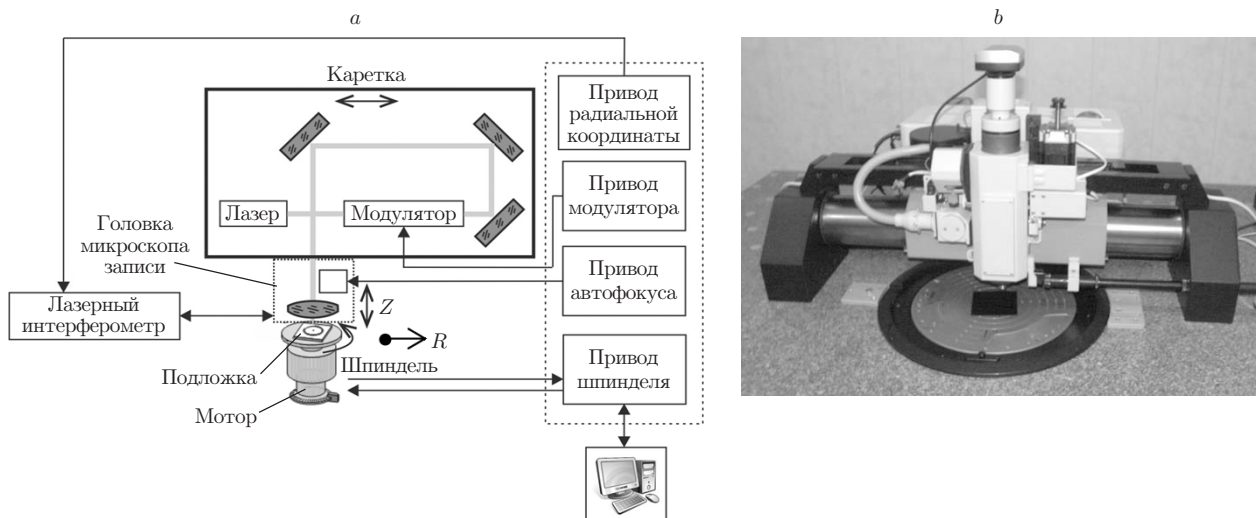 a
b
Каретка
Привод
радиальной
координаты
Лазер
Модулятор
Привод
модулятора
Головка
микроскопа
записи
Привод
автофокуса
Лазерный
интерферометр
Z
R
Подложка
Шпиндель
Мотор
Привод
шпинделя